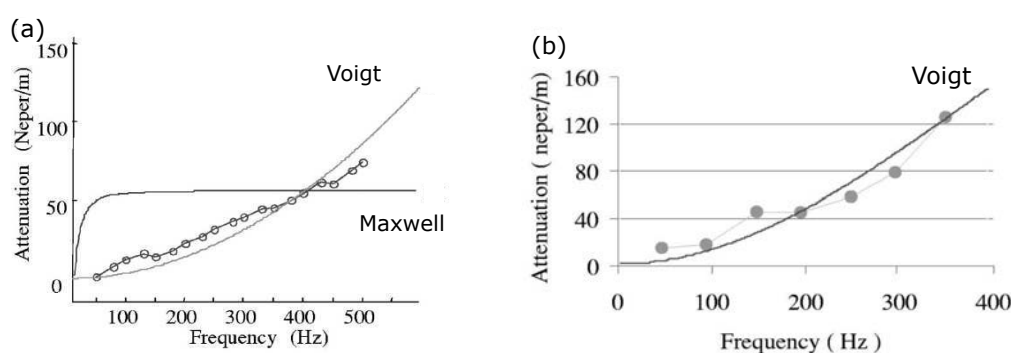 (a)
150
100
50
0
Attenuation (Neper/m)
Voigt
Maxwell
100 200 300 400 500
Frequency (Hz)
(b)
160
120
80
40
0
Attenuation ( neper/m)
Voigt
0 100 200 300 400
Frequency ( Hz )